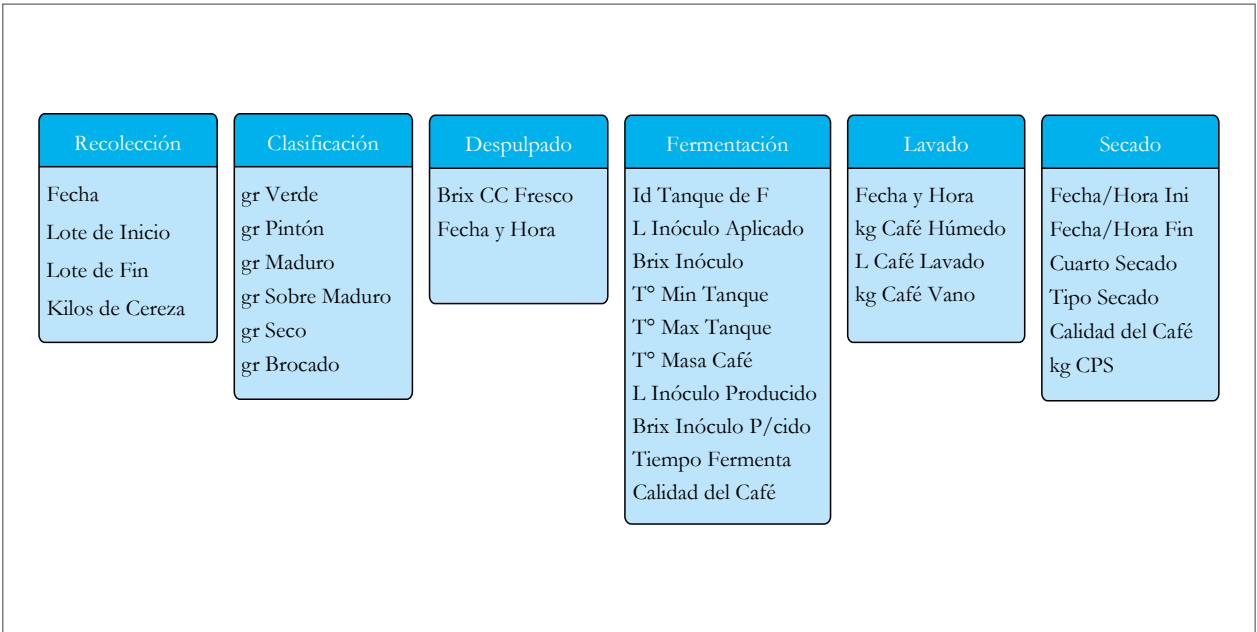 Recolección
Fecha
Lote de Inicio
Lote de Fin
Kilos de Cereza
Clasificación
gr Verde
gr Pintón
gr Maduro
gr Sobre Maduro
gr Seco
gr Brocado
Despulpado
Brix CC Fresco
Fecha y Hora
Fermentación
Id Tanque de F
L Inóculo Aplicado
Brix Inóculo
T° Min Tanque
T° Max Tanque
T° Masa Café
L Inóculo Producido
Brix Inóculo P/cido
Tiempo Fermenta
Calidad del Café
Lavado
Fecha y Hora
kg Café Húmedo
L Café Lavado
kg Café Vano
Secado
Fecha/Hora Ini
Fecha/Hora Fin
Cuarto Secado
Tipo Secado
Calidad del Café
kg CPS